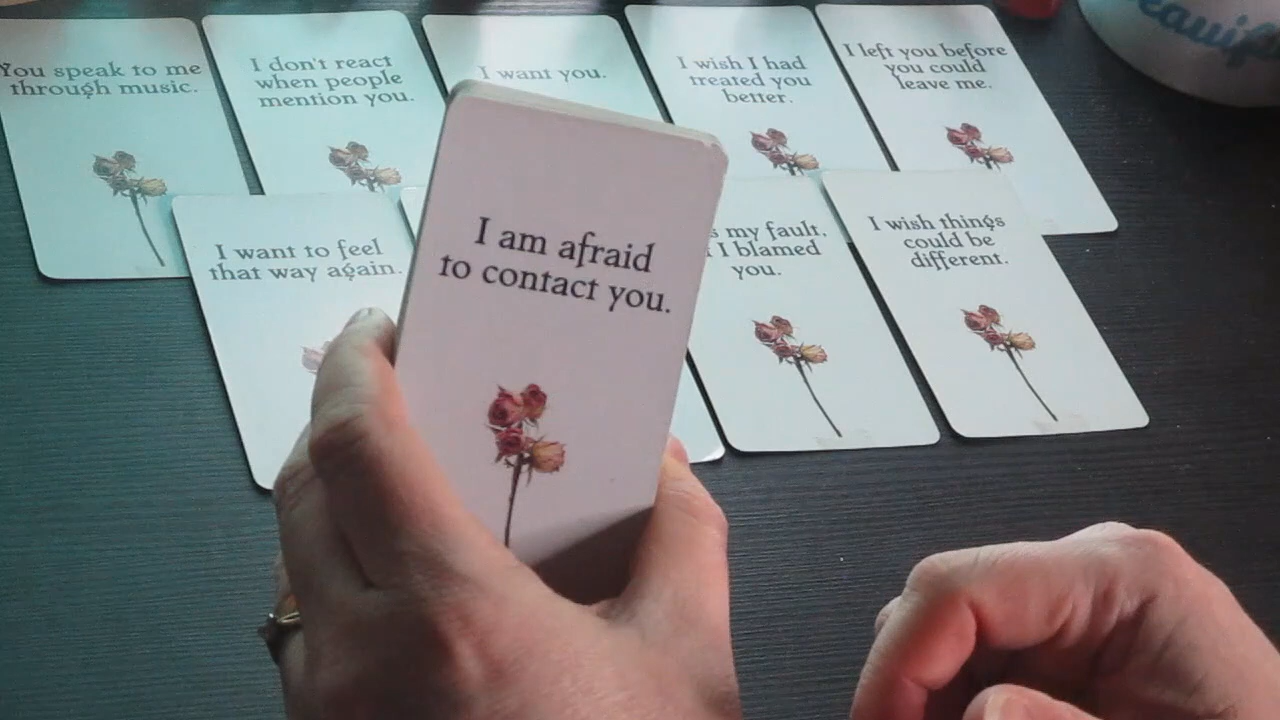 You speak to me
through music.
I don't react
when people
mention you.
I want you.
I wish I had
treated you
better.
I left you before
you could
leave me.
I want to feel
that way again.
I am afraid
to contact you.
my fault.
I blamed
you.
I wish things
could be
different.